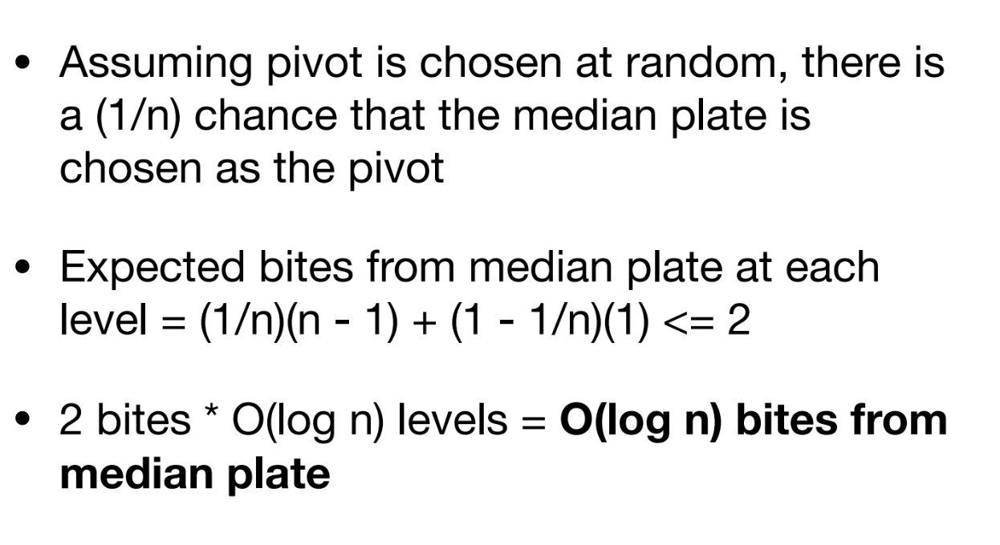 • Assuming pivot is chosen at random, there is
a (1/n) chance that the median plate is
chosen as the pivot
• Expected bites from median plate at each
level = (1/n)(n - 1) + (1 - 1/n)(1) <= 2
• 2 bites * O(log n) levels = O(log n) bites from
median plate